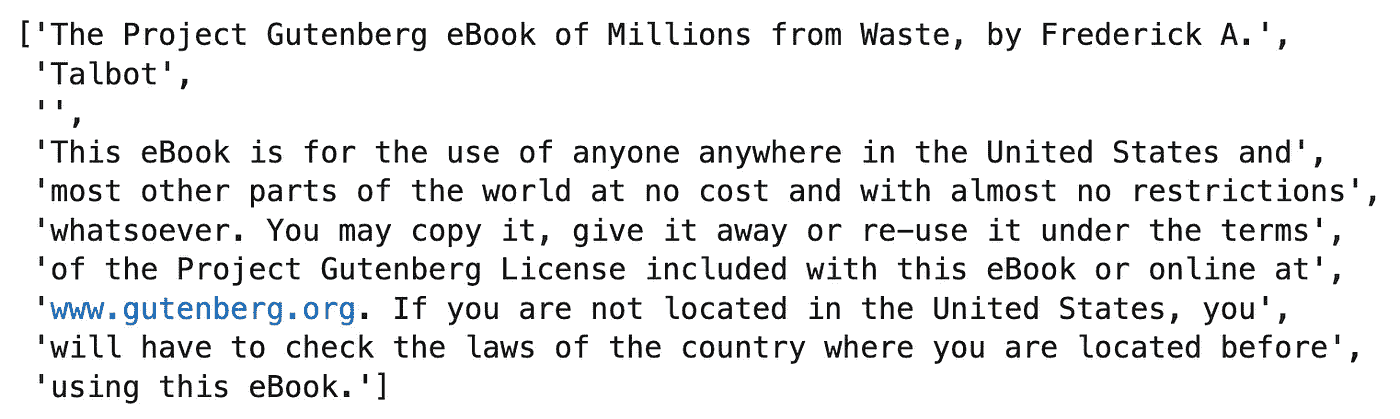 ['The Project Gutenberg eBook of Millions from Waste, by Frederick A.',
'Talbot',
'',
'This eBook is for the use of anyone anywhere in the United States and',
'most other parts of the world at no cost and with almost no restrictions',
'whatsoever. You may copy it, give it away or re-use it under the terms',
'of the Project Gutenberg License included with this eBook or online at',
'www.gutenberg.org. If you are not located in the United States, you',
'will have to check the laws of the country where you are located before',
'using this eBook.']